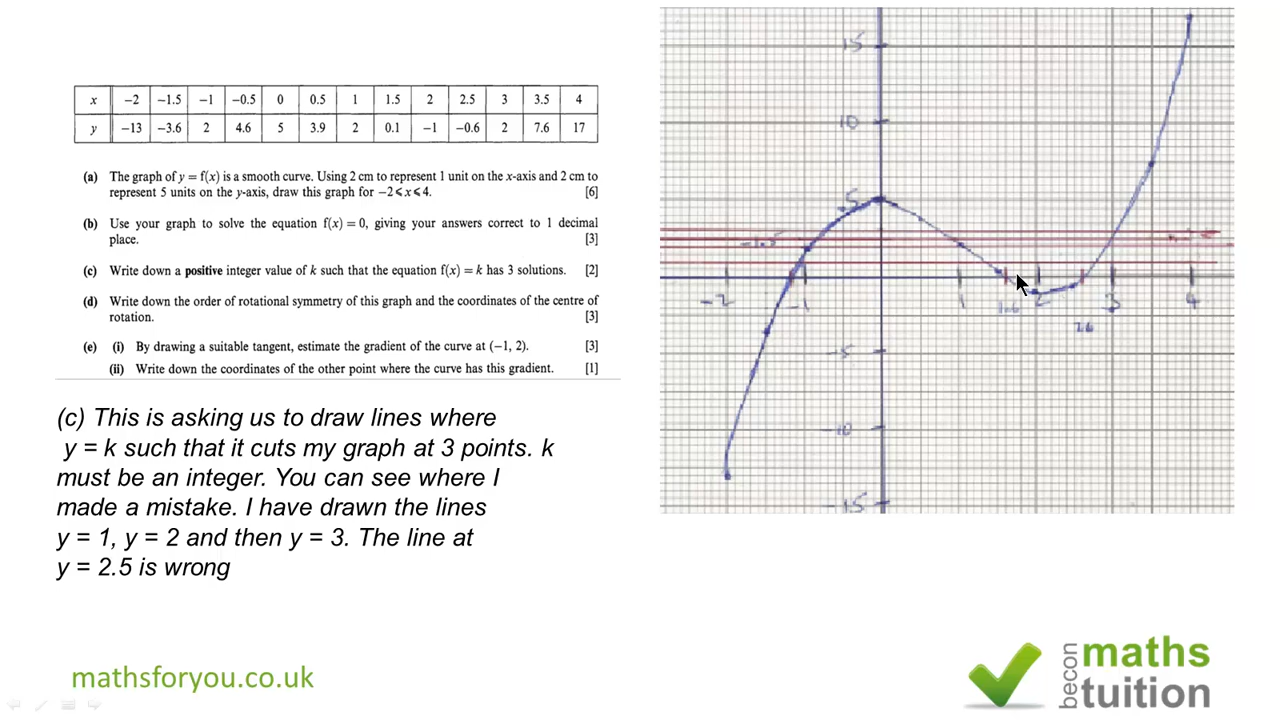 x −2 −1.5 −1 −0.5 0 0.5 1 1.5 2 2.5 3 3.5 4
y −13 −3.6 2 4.6 5 3.9 2 0.1 −1 −0.6 2 7.6 17
(a) The graph of y = f(x) is a smooth curve. Using 2 cm to represent 1 unit on the x-axis and 2 cm to
represent 5 units on the y-axis, draw this graph for −2 ⩽ x ⩽ 4. [6]
(b) Use your graph to solve the equation f(x) = 0, giving your answers correct to 1 decimal
place. [3]
(c) Write down a positive integer value of k such that the equation f(x) = k has 3 solutions. [2]
(d) Write down the order of rotational symmetry of this graph and the coordinates of the centre of
rotation. [3]
(e) (i) By drawing a suitable tangent, estimate the gradient of the curve at (−1, 2). [3]
(ii) Write down the coordinates of the other point where the curve has this gradient. [1]
(c) This is asking us to draw lines where
y = k such that it cuts my graph at 3 points. k
must be an integer. You can see where I
made a mistake. I have drawn the lines
y = 1, y = 2 and then y = 3. The line at
y = 2.5 is wrong
15
10
5
-1.5
-2 -1 1 1.6 2 3 4
2.6
-5
-10
-15
mathsforyou.co.uk
becon
maths
tuition